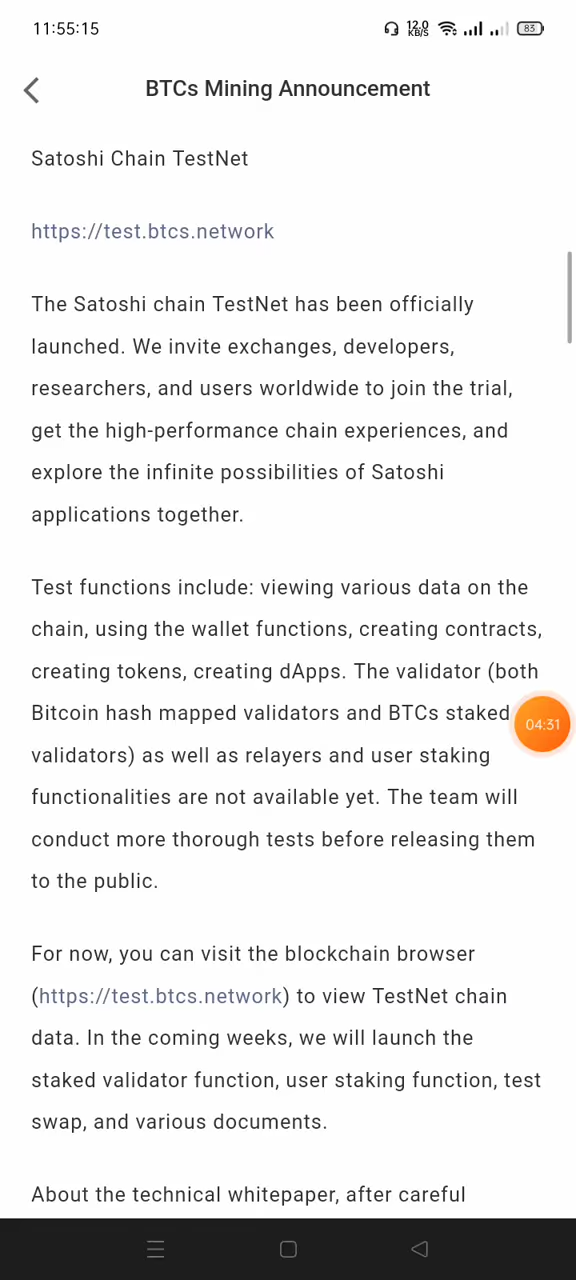 11:55:15
12.0
KB/S
83
BTCs Mining Announcement
Satoshi Chain TestNet
https://test.btcs.network
The Satoshi chain TestNet has been officially
launched. We invite exchanges, developers,
researchers, and users worldwide to join the trial,
get the high-performance chain experiences, and
explore the infinite possibilities of Satoshi
applications together.
Test functions include: viewing various data on the
chain, using the wallet functions, creating contracts,
creating tokens, creating dApps. The validator (both
Bitcoin hash mapped validators and BTCs staked
04:31
validators) as well as relayers and user staking
functionalities are not available yet. The team will
conduct more thorough tests before releasing them
to the public.
For now, you can visit the blockchain browser
(https://test.btcs.network) to view TestNet chain
data. In the coming weeks, we will launch the
staked validator function, user staking function, test
swap, and various documents.
About the technical whitepaper, after careful